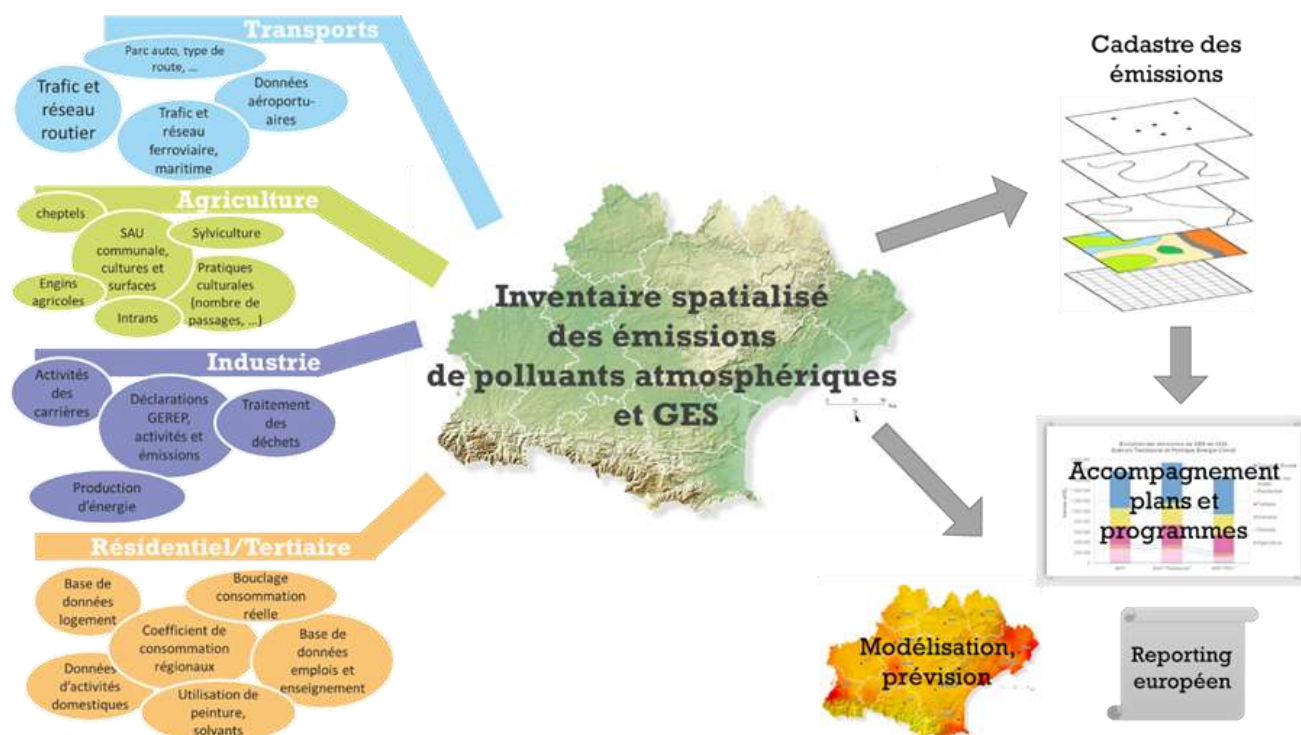 Transports
Parc auto, type de
route, ...
Trafic et
réseau
routier
Données
aéroportu-
aires
Trafic et
réseau
ferroviaire,
maritime
Agriculture
cheptels
SAU
communale,
cultures et
surfaces
Sylviculture
Engins
agricoles
Pratiques
culturales
(nombre de
passages, ...)
Intrans
Industrie
Activités
des
carrières
Déclarations
GEREP,
activités et
émissions
Traitement
des
déchets
Production
d'énergie
Résidentiel/Tertiaire
Base de
données
logement
Bouclage
consommation
réelle
Coefficient de
consommation
régionaux
Base de
données
emplois et
enseignement
Données
d'activités
domestiques
Utilisation de
peinture,
solvants
Inventaire spatialisé
des émissions
de polluants atmosphériques
et GES
Cadastre des
émissions
Accompagnement
plans et
programmes
Modélisation,
prévision
Reporting
européen